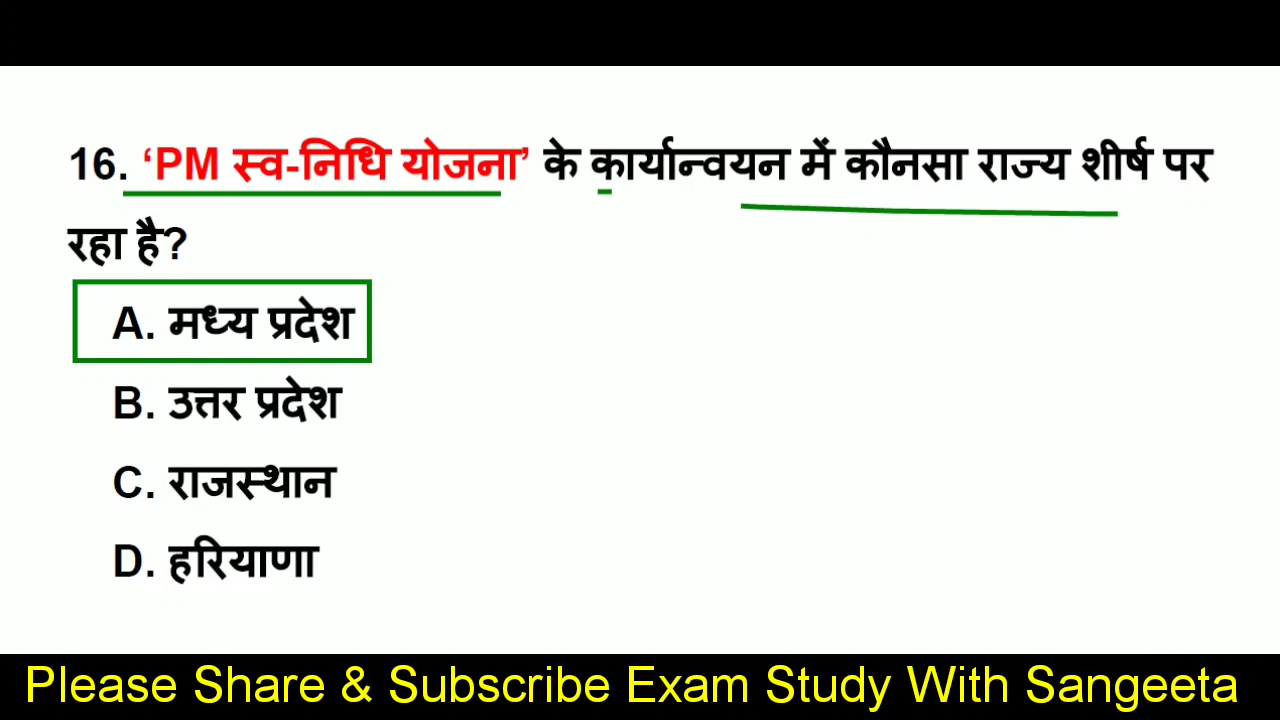 16. ‘PM स्व-निधि योजना’ के कार्यान्वयन में कौनसा राज्य शीर्ष पर
रहा है?
A. मध्य प्रदेश
B. उत्तर प्रदेश
C. राजस्थान
D. हरियाणा
Please Share & Subscribe Exam Study With Sangeeta